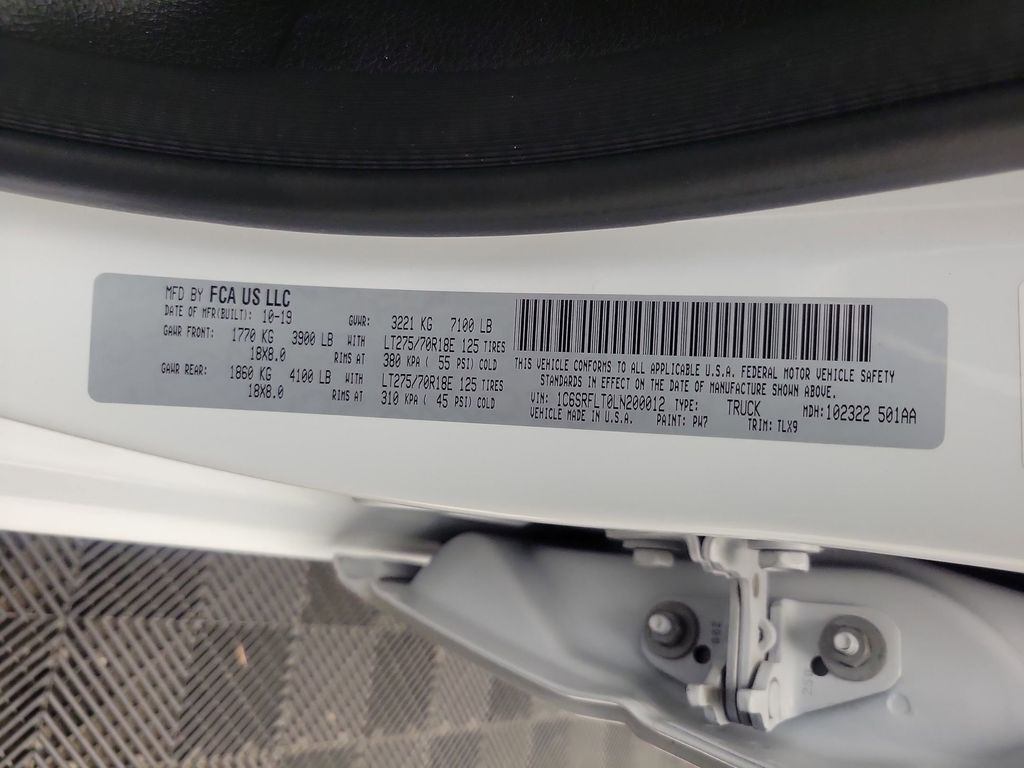 MFD BY FCA US LLC
DATE OF MFR(BUILT): 10-19 GVWR: 3221 KG 7100 LB
GAWR FRONT: 1770 KG 3900 LB WITH LT275/70R18E 125 TIRES
18X8.0 RIMS AT 380 KPA ( 55 PSI) COLD
GAWR REAR: 1860 KG 4100 LB WITH LT275/70R18E 125 TIRES
18X8.0 RIMS AT 310 KPA ( 45 PSI) COLD
THIS VEHICLE CONFORMS TO ALL APPLICABLE U.S.A. FEDERAL MOTOR VEHICLE SAFETY
STANDARDS IN EFFECT ON THE DATE OF MANUFACTURE SHOWN ABOVE.
VIN: 1C6SRFLT0LN200012 TYPE: TRUCK MDH: 102322 501AA
VEHICLE MADE IN U.S.A. PAINT: PW7 TRIM: TLX9